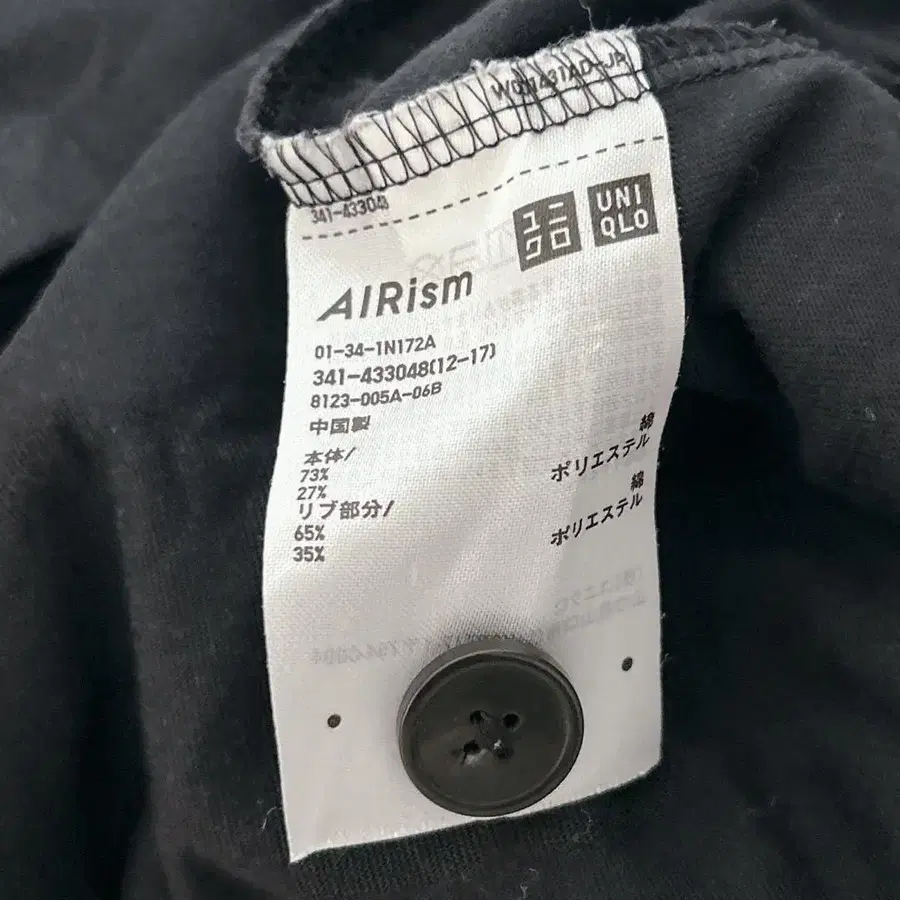 341-433048
ユニ
クロ
UNI
QLO
AIRism
01-34-1N172A
341-433048(12-17)
8123-005A-06B
中国製
本体/
73% 綿
27% ポリエステル
リブ部分/
65% 綿
35% ポリエステル